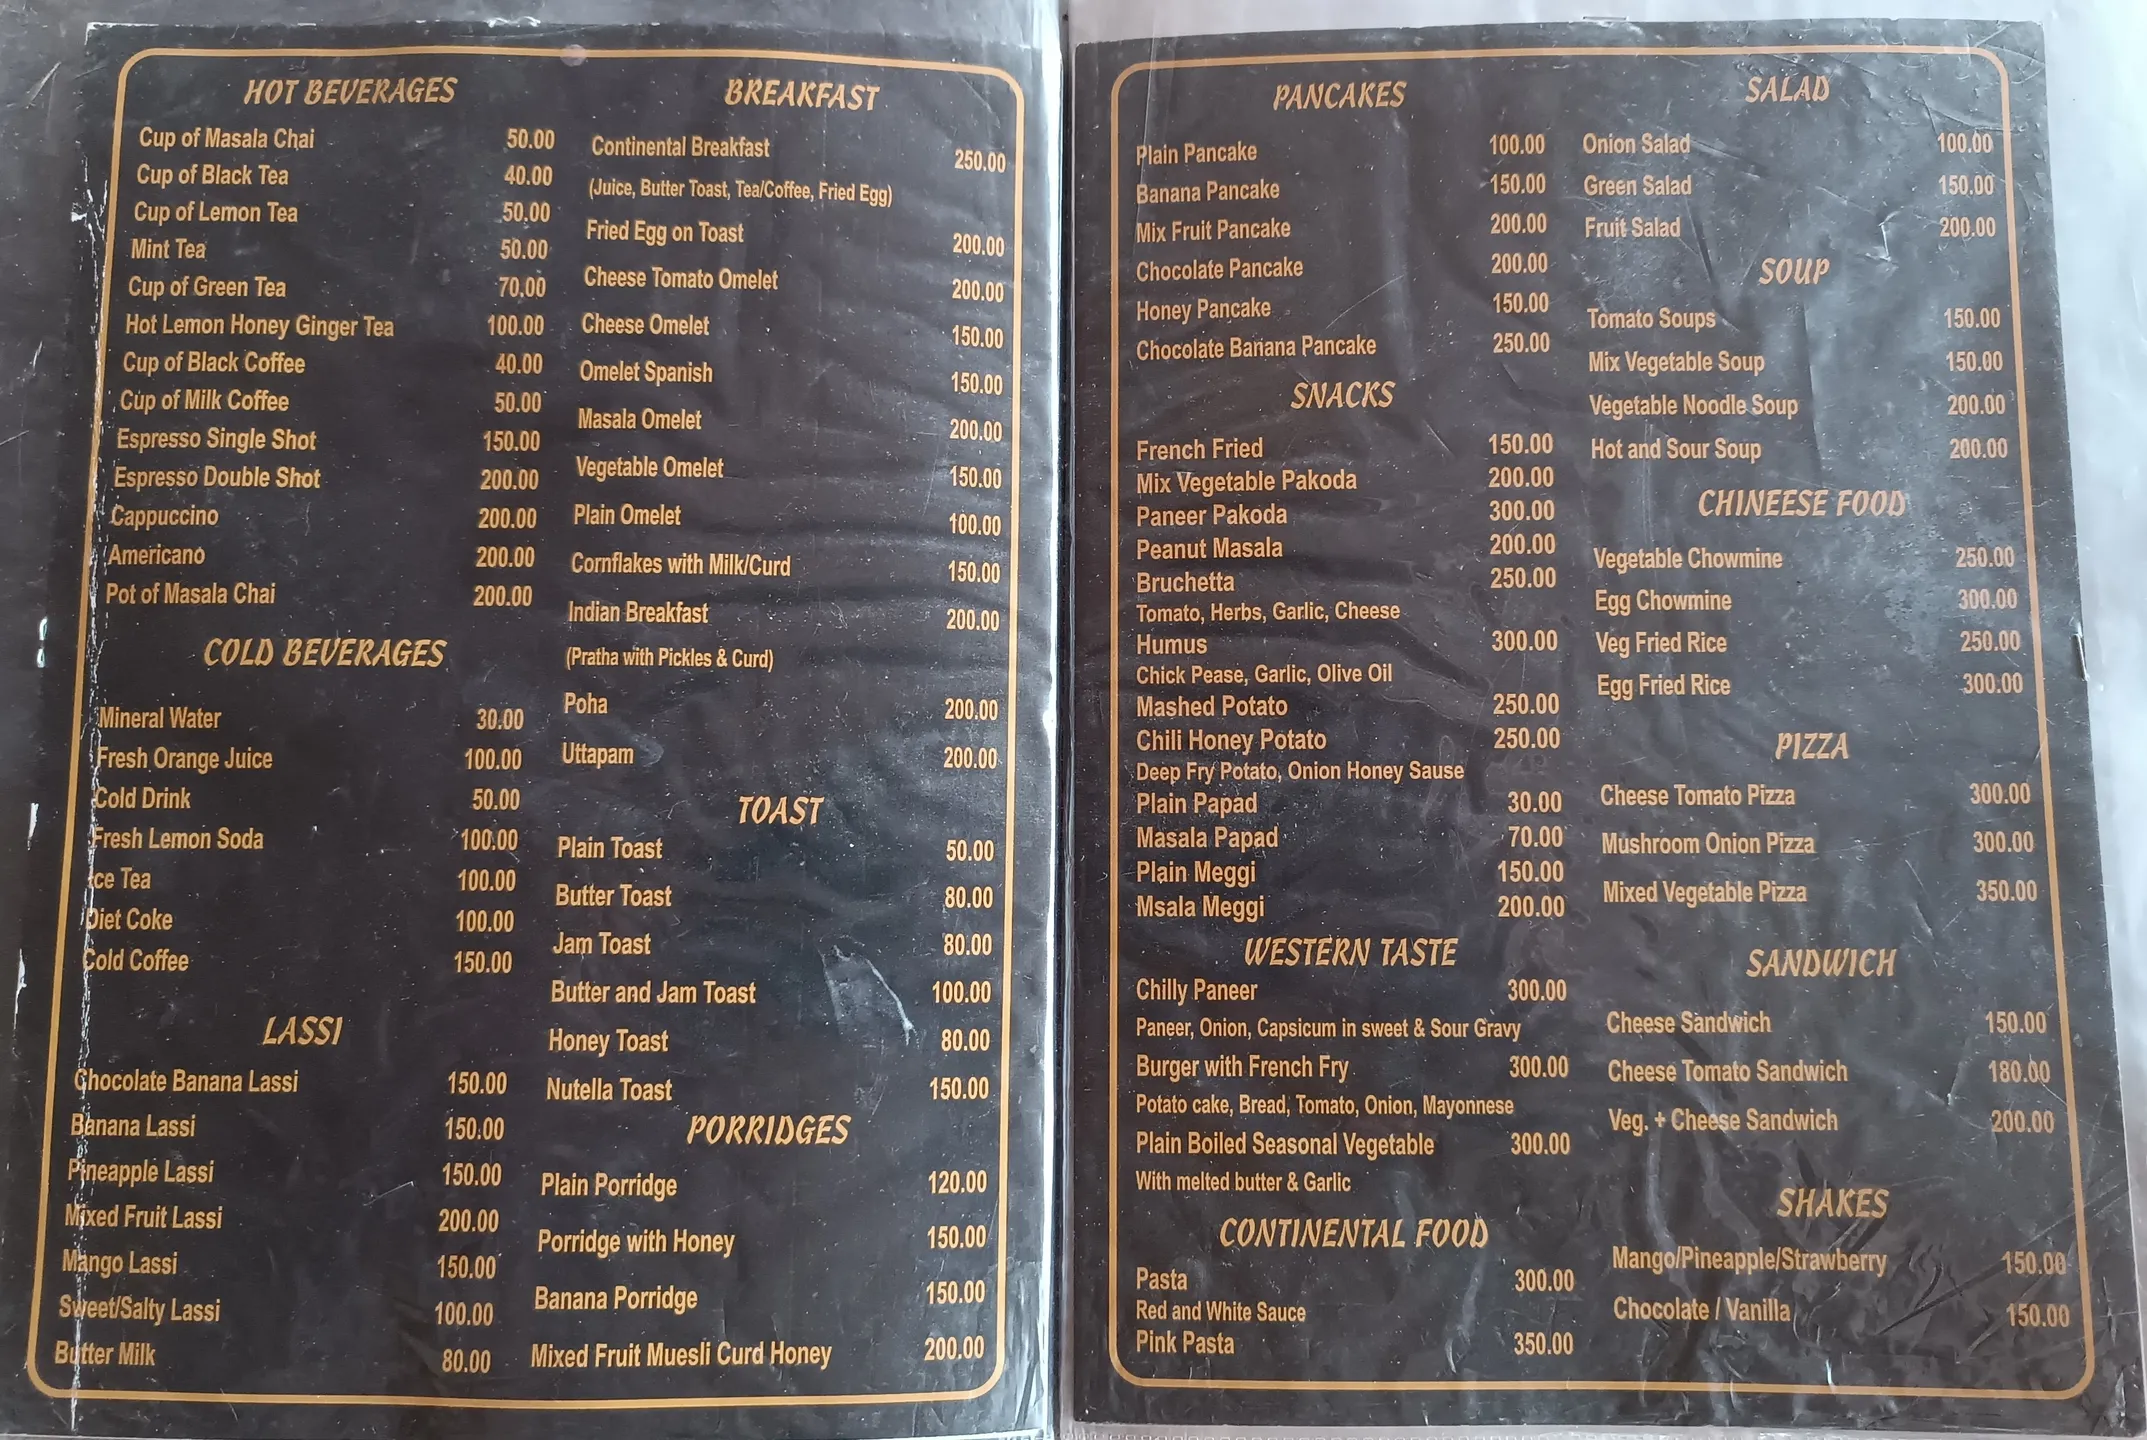 HOT BEVERAGES
Cup of Masala Chai 50.00
Cup of Black Tea 40.00
Cup of Lemon Tea 50.00
Mint Tea 50.00
Cup of Green Tea 70.00
Hot Lemon Honey Ginger Tea 100.00
Cup of Black Coffee 40.00
Cup of Milk Coffee 50.00
Espresso Single Shot 150.00
Espresso Double Shot 200.00
Cappuccino 200.00
Americano 200.00
Pot of Masala Chai 200.00
COLD BEVERAGES
Mineral Water 30.00
Fresh Orange Juice 100.00
Cold Drink 50.00
Fresh Lemon Soda 100.00
Ice Tea 100.00
Diet Coke 100.00
Cold Coffee 150.00
LASSI
Chocolate Banana Lassi 150.00
Banana Lassi 150.00
Pineapple Lassi 150.00
Mixed Fruit Lassi 200.00
Mango Lassi 150.00
Sweet/Salty Lassi 100.00
Butter Milk 80.00
BREAKFAST
Continental Breakfast 250.00
(Juice, Butter Toast, Tea/Coffee, Fried Egg)
Fried Egg on Toast 200.00
Cheese Tomato Omelet 200.00
Cheese Omelet 150.00
Omelet Spanish 150.00
Masala Omelet 200.00
Vegetable Omelet 150.00
Plain Omelet 100.00
Cornflakes with Milk/Curd 150.00
Indian Breakfast 200.00
(Pratha with Pickles & Curd)
Poha 200.00
Uttapam 200.00
TOAST
Plain Toast 50.00
Butter Toast 80.00
Jam Toast 80.00
Butter and Jam Toast 100.00
Honey Toast 80.00
Nutella Toast 150.00
PORRIDGES
Plain Porridge 120.00
Porridge with Honey 150.00
Banana Porridge 150.00
Mixed Fruit Muesli Curd Honey 200.00
PANCAKES
Plain Pancake 100.00
Banana Pancake 150.00
Mix Fruit Pancake 200.00
Chocolate Pancake 200.00
Honey Pancake 150.00
Chocolate Banana Pancake 250.00
SNACKS
French Fried 150.00
Mix Vegetable Pakoda 200.00
Paneer Pakoda 300.00
Peanut Masala 200.00
Bruchetta 250.00
Tomato, Herbs, Garlic, Cheese
Humus 300.00
Chick Pease, Garlic, Olive Oil
Mashed Potato 250.00
Chili Honey Potato 250.00
Deep Fry Potato, Onion Honey Sause
Plain Papad 30.00
Masala Papad 70.00
Plain Meggi 150.00
Msala Meggi 200.00
WESTERN TASTE
Chilly Paneer 300.00
Paneer, Onion, Capsicum in sweet & Sour Gravy
Burger with French Fry 300.00
Potato cake, Bread, Tomato, Onion, Mayonnese
Plain Boiled Seasonal Vegetable 300.00
With melted butter & Garlic
CONTINENTAL FOOD
Pasta 300.00
Red and White Sauce
Pink Pasta 350.00
SALAD
Onion Salad 100.00
Green Salad 150.00
Fruit Salad 200.00
SOUP
Tomato Soups 150.00
Mix Vegetable Soup 150.00
Vegetable Noodle Soup 200.00
Hot and Sour Soup 200.00
CHINEESE FOOD
Vegetable Chowmine 250.00
Egg Chowmine 300.00
Veg Fried Rice 250.00
Egg Fried Rice 300.00
PIZZA
Cheese Tomato Pizza 300.00
Mushroom Onion Pizza 300.00
Mixed Vegetable Pizza 350.00
SANDWICH
Cheese Sandwich 150.00
Cheese Tomato Sandwich 180.00
Veg. + Cheese Sandwich 200.00
SHAKES
Mango/Pineapple/Strawberry 150.00
Chocolate / Vanilla 150.00